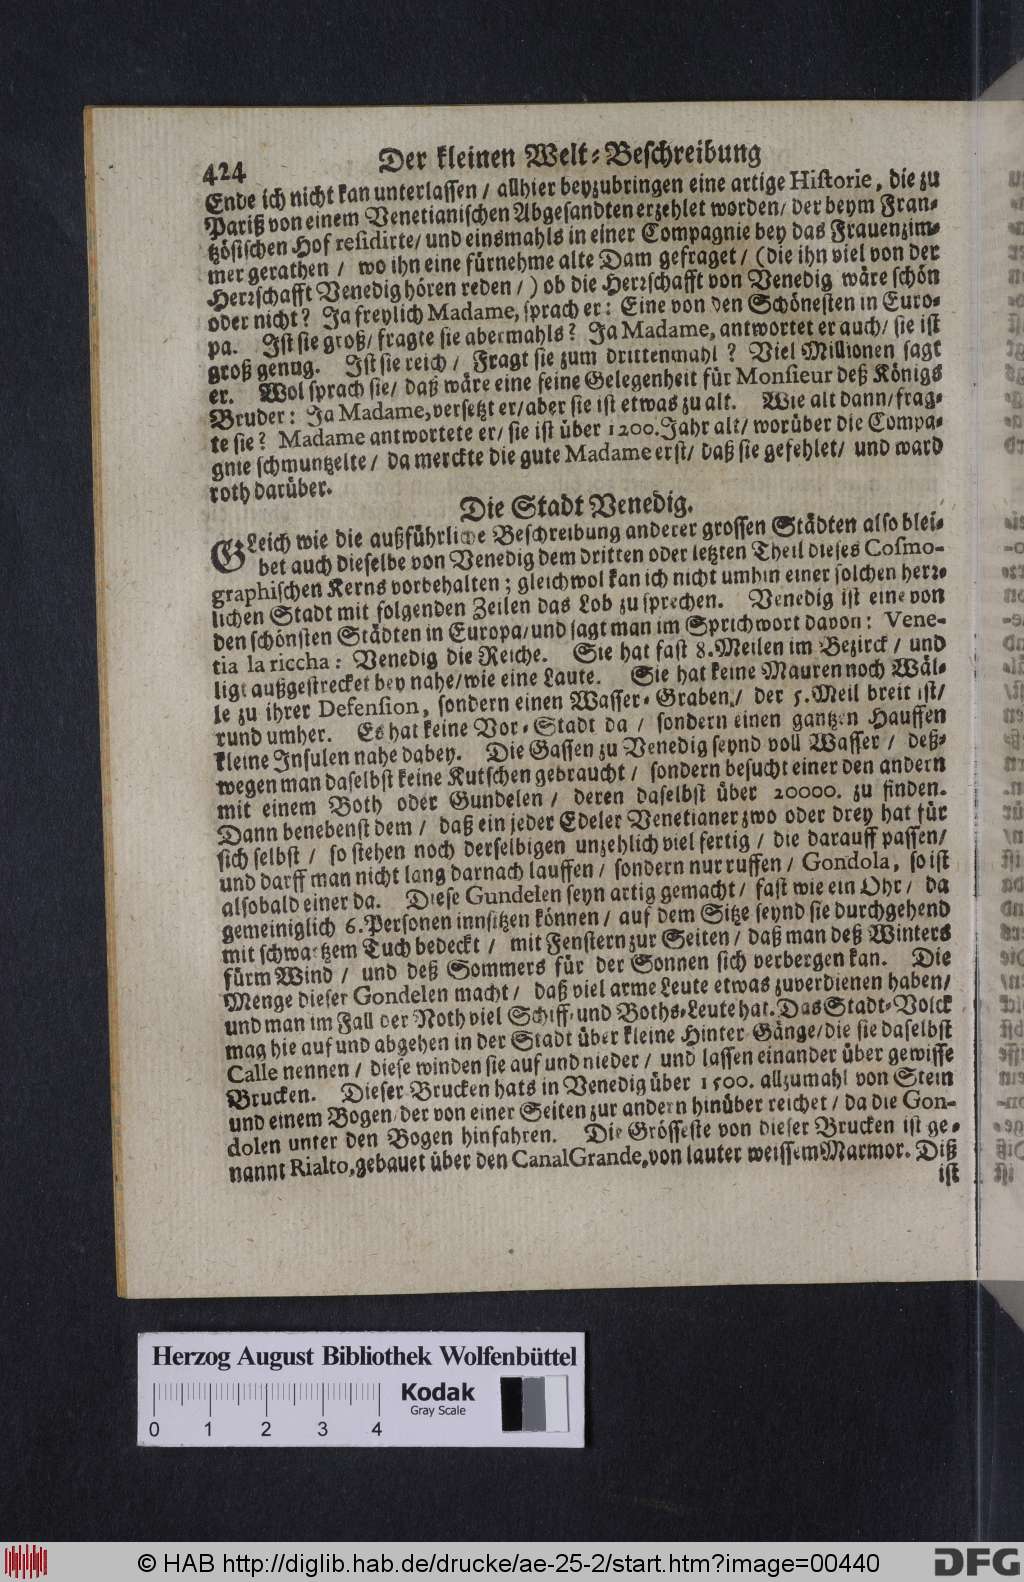 424
Der kleinen Welt-Beschreibung
Ende ich nicht kan unterlassen / allhier beyzubringen eine artige Historie, die zu
Pariß von einem Venetianischen Abgesandten erzehlet worden / der beym Fran-
tzösischen Hof residirte / und einsmahls in einer Compagnie bey das Frauenzim-
mer gerathen / wo ihn eine fürnehme alte Dam gefraget / (die ihn viel von der
Herrschafft Venedig hören reden / ) ob die Herrschafft von Venedig wäre schön
oder nicht? Ja freylich Madame, sprach er: Eine von den Schönesten in Euro-
pa. Ist sie groß / fragte sie abermahls? Ja Madame, antwortet er auch / sie ist
groß genug. Ist sie reich / Fragt sie zum drittenmahl? Viel Millionen sagt
er. Wol sprach sie / daß wäre eine feine Gelegenheit für Monsieur deß Königs
Bruder: Ja Madame, versetzt er / aber sie ist etwas zu alt. Wie alt dann / frag-
te sie? Madame antwortete er / sie ist über 1200. Jahr alt / worüber die Compa-
gnie schmuntzelte / da merckte die gute Madame erst / daß sie gefehlet / und ward
roth darüber.
Die Stadt Venedig.
GLeich wie die außführliche Beschreibung anderer grossen Städten also blei-
bet auch dieselbe von Venedig dem dritten oder letzten Theil dieses Cosmo-
graphischen Kerns vorbehalten; gleichwol kan ich nicht umhin einer solchen herr-
lichen Stadt mit folgenden Zeilen das Lob zu sprechen. Venedig ist eine von
den schönsten Städten in Europa / und sagt man im Sprichwort davon: Vene-
tia la riccha: Venedig die Reiche. Sie hat fast 8. Meilen im Bezirck / und
ligt außgestrecket bey nahe / wie eine Laute. Sie hat keine Mauren noch Wäl-
le zu ihrer Defension, sondern einen Wasser-Graben / der 5. Meil breit ist /
rund umher. Es hat keine Vor-Stadt da / sondern einen gantzen Hauffen
kleine Insulen nahe dabey. Die Gassen zu Venedig seynd voll Wasser / deß-
wegen man daselbst keine Kutschen gebraucht / sondern besucht einer den andern
mit einem Both oder Gundelen / deren daselbst über 20000. zu finden.
Dann benebenst dem / daß ein jeder Edeler Venetianer zwo oder drey hat für
sich selbst / so stehen noch derselbigen unzehlich viel fertig / die darauff passen /
und darff man nicht lang darnach lauffen / sondern nur ruffen / Gondola, so ist
alsobald einer da. Diese Gundelen seyn artig gemacht / fast wie ein Ohr / da
gemeiniglich 6. Personen innsitzen können / auf dem Sitze seynd sie durchgehend
mit schwartzem Tuch bedeckt / mit Fenstern zur Seiten / daß man deß Winters
fürm Wind / und deß Sommers für der Sonnen sich verbergen kan. Die
Menge dieser Gondelen macht / daß viel arme Leute etwas zuverdienen haben /
und man im Fall der Noth viel Schiff- und Boths-Leute hat. Das Stadt-Volck
mag hie auf und abgehen in der Stadt über kleine Hinter-Gänge / die sie daselbst
Calle nennen / diese winden sie auf und nieder / und lassen einander über gewisse
Brucken. Dieser Brucken hats in Venedig über 1500. allzumahl von Stein
und einem Bogen / der von einer Seiten zur andern hinüber reichet / da die Gon-
dolen unter den Bogen hinfahren. Die Grösseste von dieser Brucken ist ge-
nannt Rialto, gebauet über den Canal Grande, von lauter weissem Marmor. Diß
ist
Herzog August Bibliothek Wolfenbüttel
Kodak
Gray Scale
0 1 2 3 4
© HAB http://diglib.hab.de/drucke/ae-25-2/start.htm?image=00440
DFG